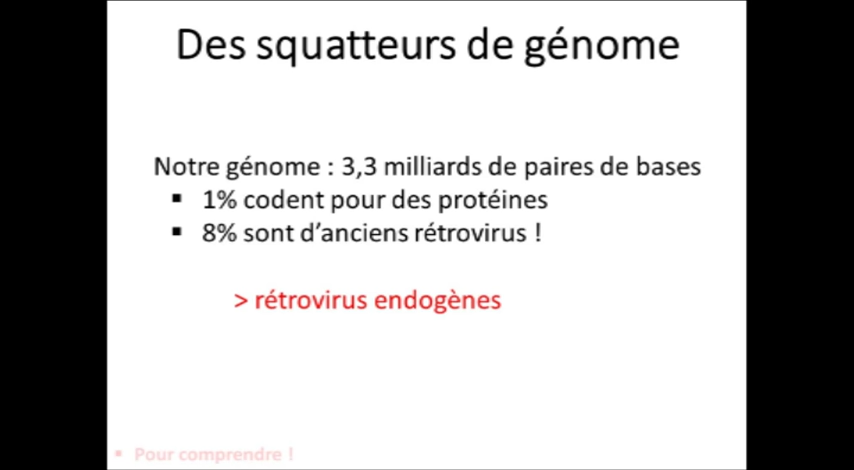 Des squatteurs de génome
Notre génome : 3,3 milliards de paires de bases
▪ 1% codent pour des protéines
▪ 8% sont d’anciens rétrovirus !
> rétrovirus endogènes
▪ Pour comprendre !